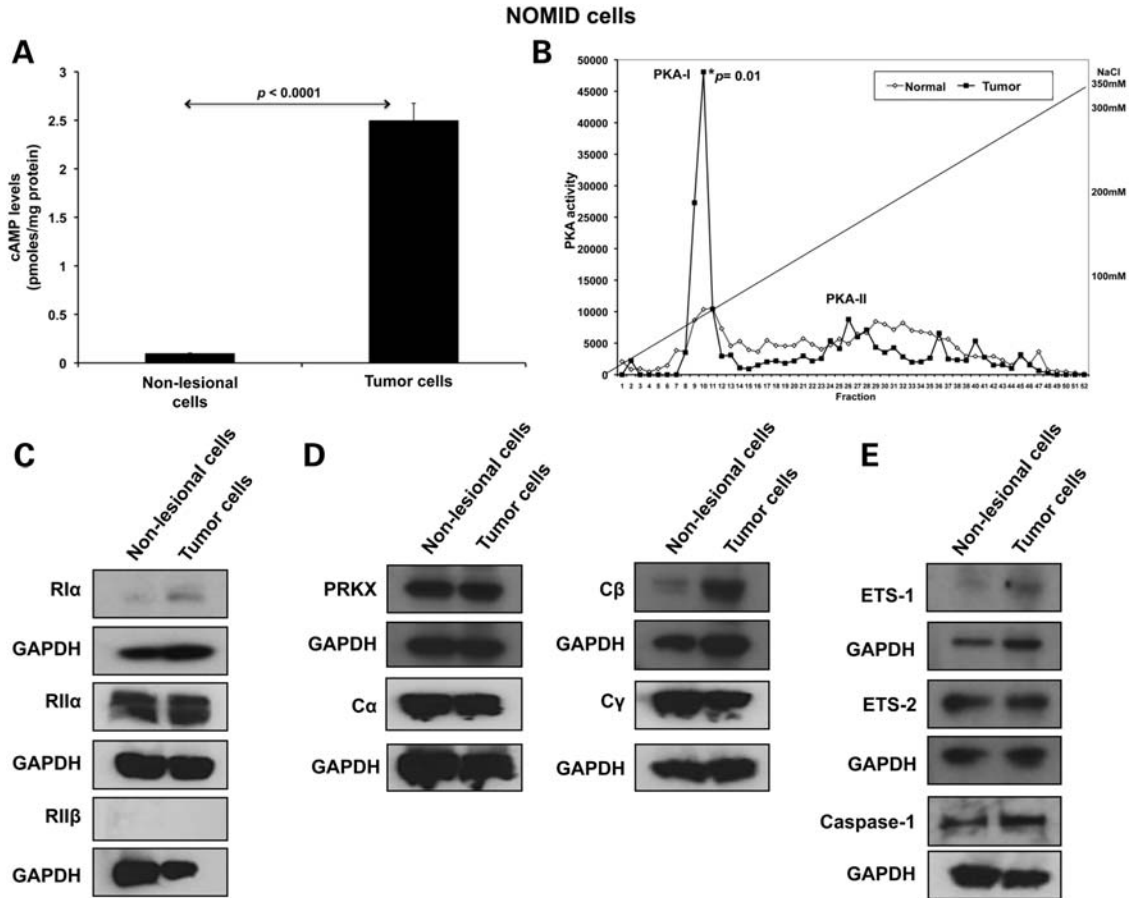 NOMID cells
A
cAMP levels
(pmoles/mg protein)
3
2.5
2
1.5
1
0.5
0
p < 0.0001
Non-lesional
cells
Tumor cells
B
PKA activity
50000
45000
40000
35000
30000
25000
20000
15000
10000
5000
0
PKA-I
* p= 0.01
Normal
Tumor
PKA-II
NaCl
350mM
300mM
200mM
100mM
1 2 3 4 5 6 7 8 9 10 11 12 13 14 15 16 17 18 19 20 21 22 23 24 25 26 27 28 29 30 31 32 33 34 35 36 37 38 39 40 41 42 43 44 45 46 47 48 49 50 51 52
Fraction
C
Non-lesional cells
Tumor cells
RIα
GAPDH
RIIα
GAPDH
RIIβ
GAPDH
D
Non-lesional cells
Tumor cells
PRKX
GAPDH
Cα
GAPDH
Non-lesional cells
Tumor cells
Cβ
GAPDH
Cγ
GAPDH
E
Non-lesional cells
Tumor cells
ETS-1
GAPDH
ETS-2
GAPDH
Caspase-1
GAPDH